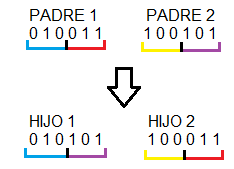 PADRE 1
0 1 0 0 1 1
PADRE 2
1 0 0 1 0 1
HIJO 1
0 1 0 1 0 1
HIJO 2
1 0 0 0 1 1